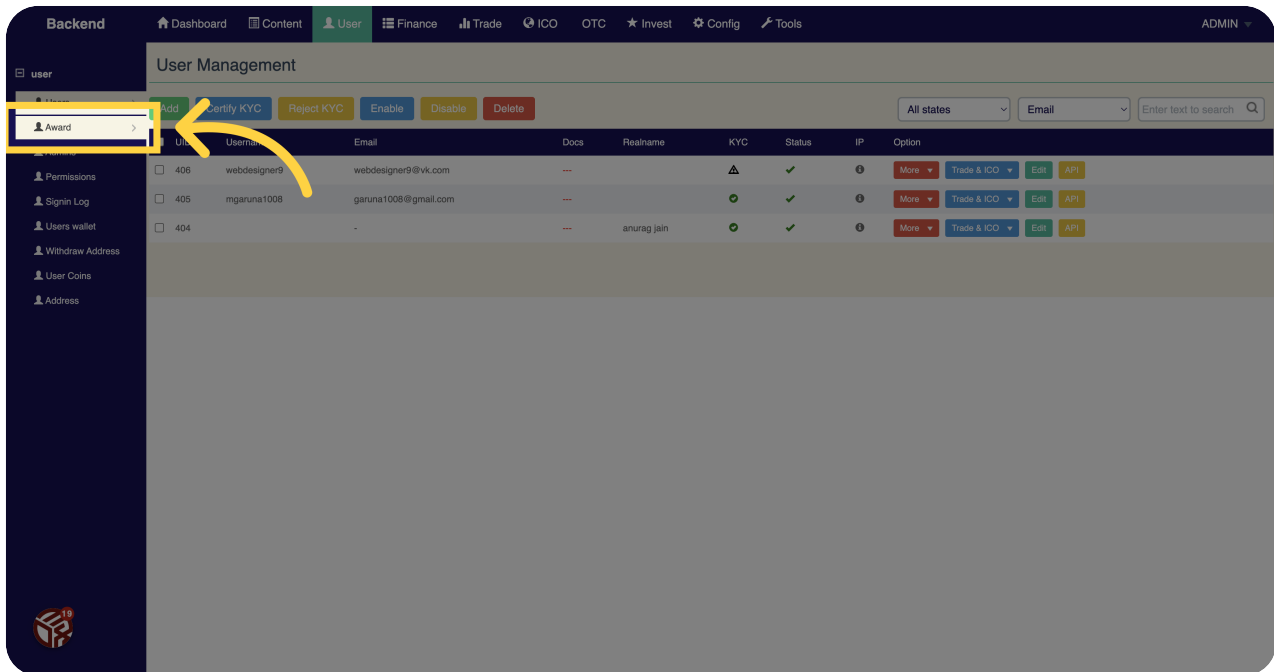 Backend Dashboard Content User Finance Trade ICO OTC Invest Config Tools ADMIN
user
Users
Award
Admins
Permissions
Signin Log
Users wallet
Withdraw Address
User Coins
Address
19
User Management
Add Certify KYC Reject KYC Enable Disable Delete All states Email Enter text to search
Email Docs Realname KYC Status IP Option
406 webdesigner9 webdesigner9@vk.com --- More Trade & ICO Edit API
405 mgaruna1008 garuna1008@gmail.com --- More Trade & ICO Edit API
404 - --- anurag jain More Trade & ICO Edit API